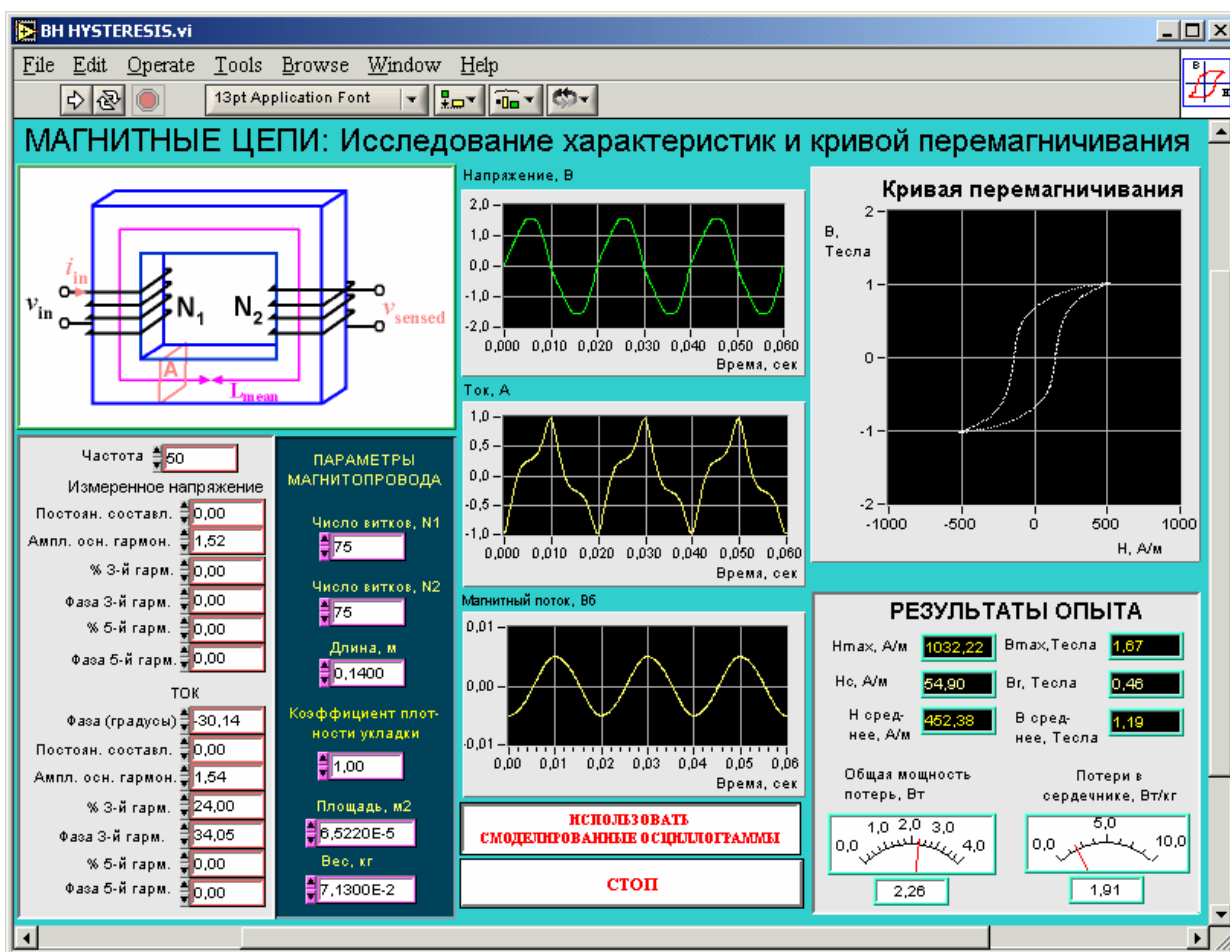 BH HYSTERESIS.vi
File Edit Operate Tools Browse Window Help
13pt Application Font
B
H
МАГНИТНЫЕ ЦЕПИ: Исследование характеристик и кривой перемагничивания
i in
v in
N1
N2
v sensed
A
L mean
Частота 50
Измеренное напряжение
Постоян. составл. 0,00
Ампл. осн. гармон. 1,52
% 3-й гарм. 0,00
Фаза 3-й гарм. 0,00
% 5-й гарм. 0,00
Фаза 5-й гарм. 0,00
ТОК
Фаза (градусы) -30,14
Постоян. составл. 0,00
Ампл. осн. гармон. 1,54
% 3-й гарм. 24,00
Фаза 3-й гарм. 34,05
% 5-й гарм. 0,00
Фаза 5-й гарм. 0,00
ПАРАМЕТРЫ
МАГНИТОПРОВОДА
Число витков, N1
75
Число витков, N2
75
Длина, м
0,1400
Коэффициент плот-
ности укладки
1,00
Площадь, м2
6,5220E-5
Вес, кг
7,1300E-2
Напряжение, В
2,0
1,0
0,0
-1,0
-2,0
0,000 0,010 0,020 0,030 0,040 0,050 0,060
Время, сек
Ток, А
1,0
0,5
0,0
-0,5
-1,0
0,000 0,010 0,020 0,030 0,040 0,050 0,060
Время, сек
Магнитный поток, Вб
0,01
0,00
-0,01
0,00 0,01 0,02 0,03 0,04 0,05 0,06
Время, сек
ИСПОЛЬЗОВАТЬ
СМОДЕЛИРОВАННЫЕ ОСЦИЛЛОГРАММЫ
СТОП
Кривая перемагничивания
В,
Тесла
2
1
0
-1
-2
-1000 -500 0 500 1000
H, А/м
РЕЗУЛЬТАТЫ ОПЫТА
Hmax, А/м 1032,22 Bmax,Тесла 1,67
Hc, А/м 54,90 Br, Тесла 0,46
Н сред-
нее, А/м 452,38
В сред-
нее, Тесла 1,19
Общая мощность
потерь, Вт
0,0 1,0 2,0 3,0 4,0
2,26
Потери в
сердечнике, Вт/кг
0,0 5,0 10,0
1,91